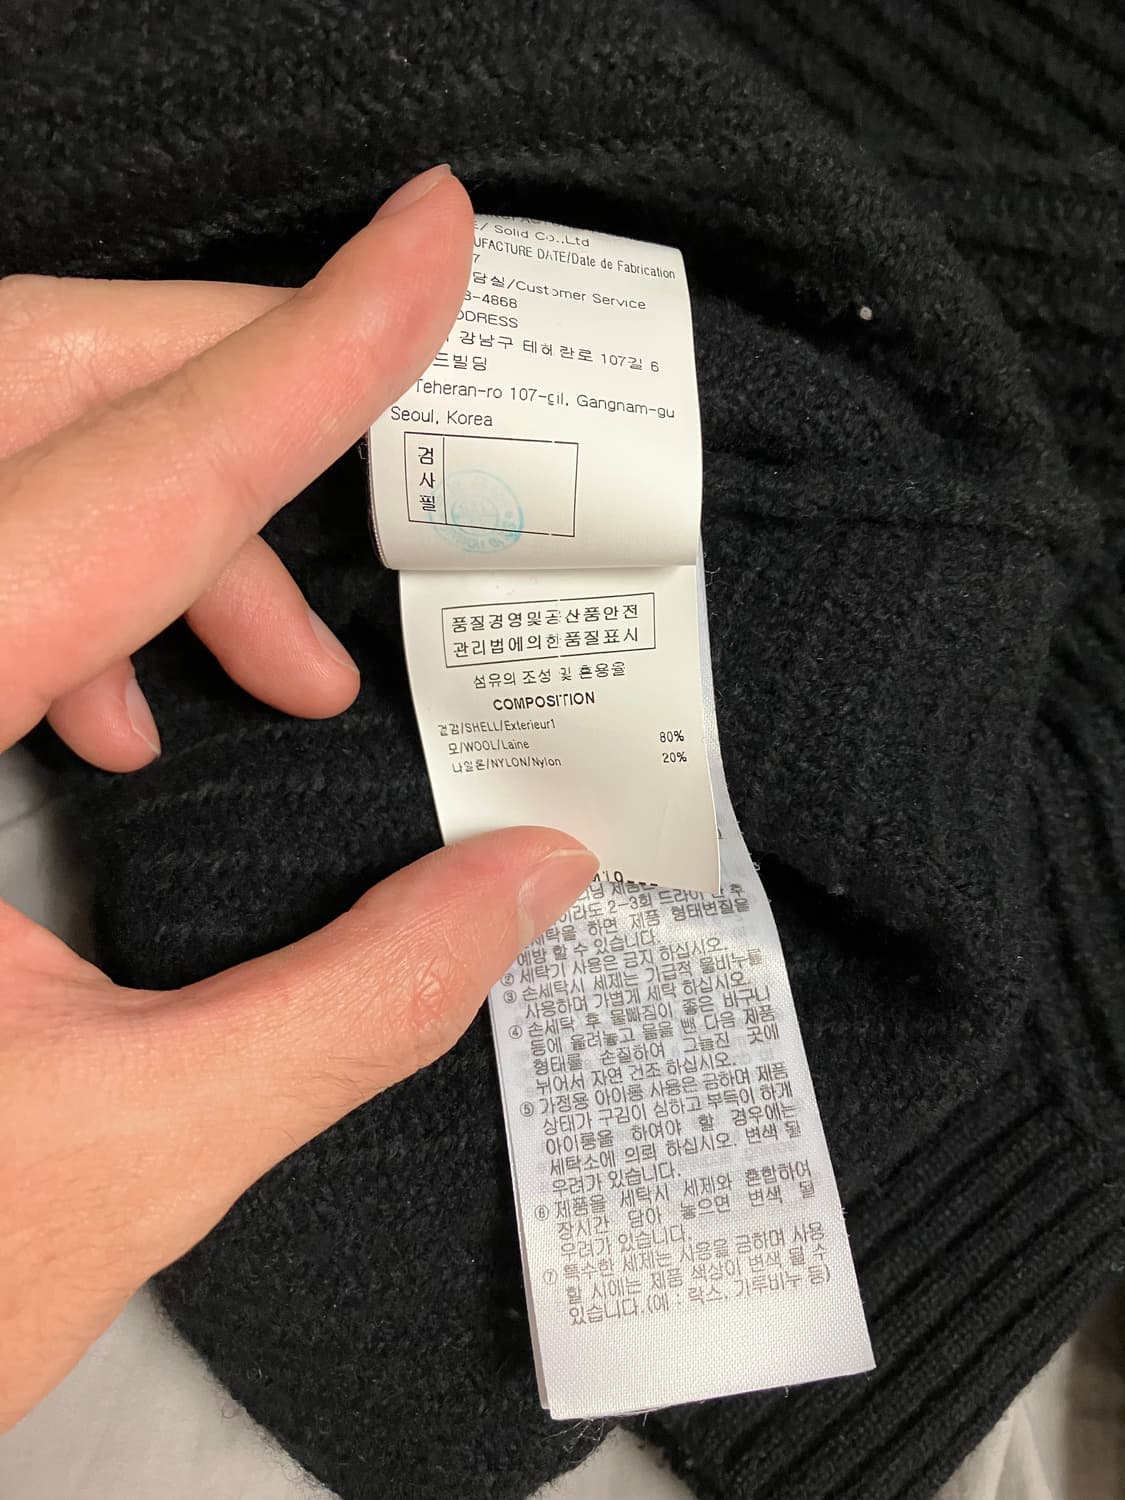 Solid Co.,Ltd
UFACTURE DATE/Date de Fabrication
7
담실/Customer Service
3-4868
DDRESS
강남구 테헤란로 107길 6
드빌딩
Teheran-ro 107-gil, Gangnam-gu
Seoul, Korea
검
사
필
품질경영및공산품안전
관리법에의한품질표시
섬유의 조성 및 혼용율
COMPOSITION
겉감/SHELL/Exterieur1
모/WOOL/Laine 80%
나일론/NYLON/Nylon 20%
이라도 2-3회 드라이
세탁을 하면 제품 형태변질을
예방 할 수 있습니다.
② 세탁기 사용은 금지 하십시오.
③ 손세탁시 세제는 가급적 물비누를
사용하며 가볍게 세탁 하십시오.
④ 손세탁 후 물빠짐이 좋은 바구니
등에 올려놓고 물을 뺀 다음 제품
형태를 손질하여 그늘진 곳에
뉘어서 자연 건조 하십시오.
⑤ 가정용 아이롱 사용은 금하며 제품
상태가 구김이 심하고 부득이 하게
아이롱을 하여야 할 경우에는
세탁소에 의뢰 하십시오. 변색 될
우려가 있습니다.
⑥ 제품을 세탁시 세제와 혼합하여
장시간 담아 놓으면 변색 될
우려가 있습니다.
⑦ 특수한 세제는 사용을 금하며 사용
할 시에는 제품 색상이 변색 될 수
있습니다.(예 : 락스, 가루비누 등)